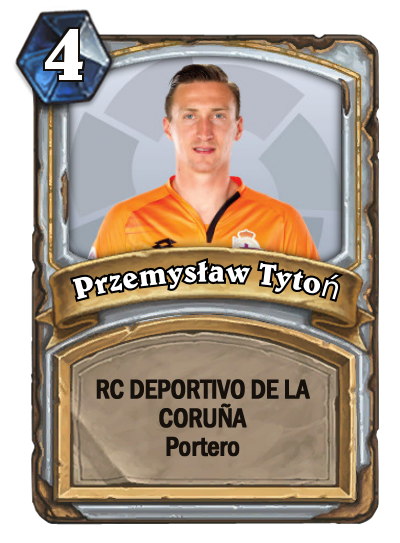 4
Przemysław Tytoń
RC DEPORTIVO DE LA
CORUÑA
Portero